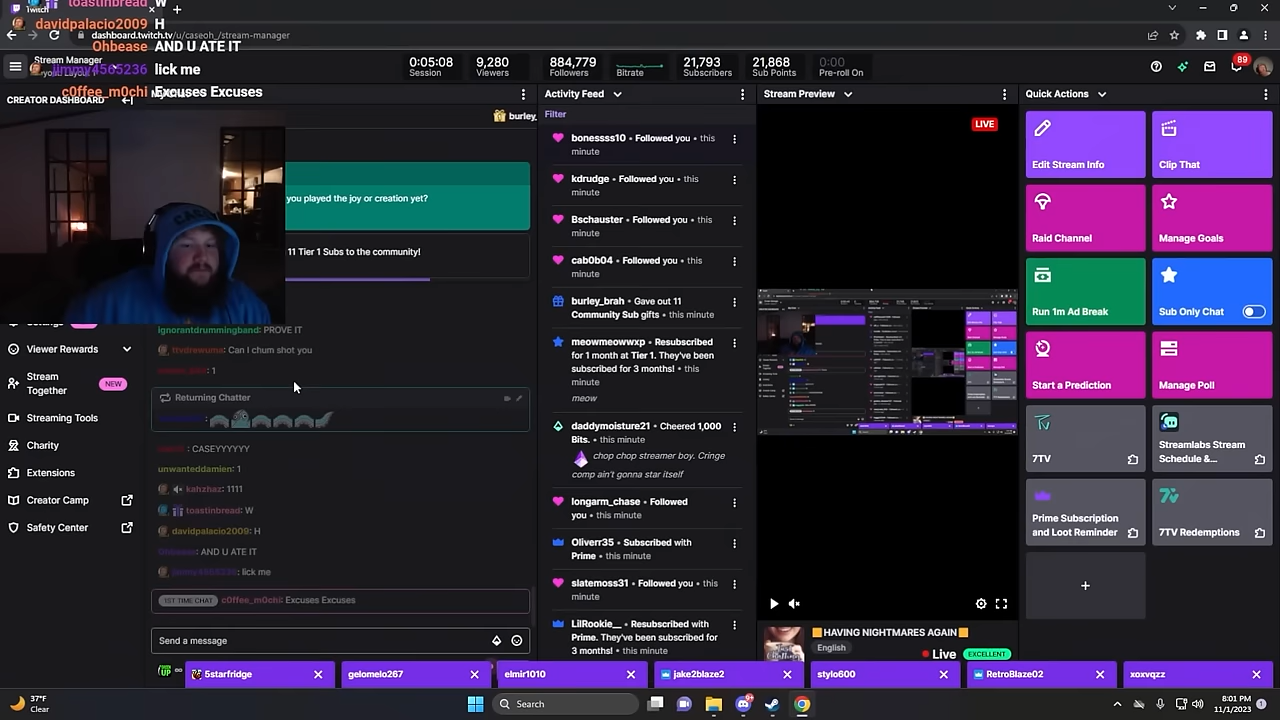 Twitch
toastinbread W
davidpalacio2009 H
Ohbease AND U ATE IT
jimmy4565236 lick me
c0ffee_m0chi Excuses Excuses
dashboard.twitch.tv/u/caseoh_/stream-manager
Stream Manager
0:05:08
Session
9,280
Viewers
884,779
Followers
Bitrate
21,793
Subscribers
21,868
Sub Points
0:00
Pre-roll On
89
CREATOR DASHBOARD
burley_
you played the joy or creation yet?
11 Tier 1 Subs to the community!
ignorntdrummingband: PROVE IT
Can I chum shot you
: 1
Returning Chatter
: CASEYYYYY
unwanteddamien: 1
kahzhaz: 1111
toastinbread: W
davidpalacio2009: H
Ohbease: AND U ATE IT
jimmy4565236: lick me
1ST TIME CHAT c0ffee_m0chi: Excuses Excuses
Send a message
Settings
Viewer Rewards
Stream
Together
NEW
Streaming Tools
Charity
Extensions
Creator Camp
Safety Center
Activity Feed
Filter
bonessss10 • Followed you • this
minute
kdrudge • Followed you • this
minute
Bschauster • Followed you • this
minute
cab0b04 • Followed you • this
minute
burley_brah • Gave out 11
Community Sub gifts • this minute
• Resubscribed
for 1 month at Tier 1. They've been
subscribed for 3 months! • this
minute
meow
daddymoisture21 • Cheered 1,000
Bits. • this minute
chop chop streamer boy. Cringe
comp ain't gonna star itself
longarm_chase • Followed
you • this minute
Oliverr35 • Subscribed with
Prime • this minute
slatemoss31 • Followed you • this
minute
LilRookie__ • Resubscribed with
Prime. They've been subscribed for
3 months! • this minute
Stream Preview
LIVE
HAVING NIGHTMARES AGAIN
English
Live
EXCELLENT
Quick Actions
Edit Stream Info
Clip That
Raid Channel
Manage Goals
Run 1m Ad Break
Sub Only Chat
Start a Prediction
Manage Poll
7TV
Streamlabs Stream
Schedule &...
Prime Subscription
and Loot Reminder
7TV Redemptions
5starfridge
gelomelo267
elmir1010
jake2blaze2
stylo600
RetroBlaze02
xoxvqzz
37°F
Clear
Search
8:01 PM
11/1/2023